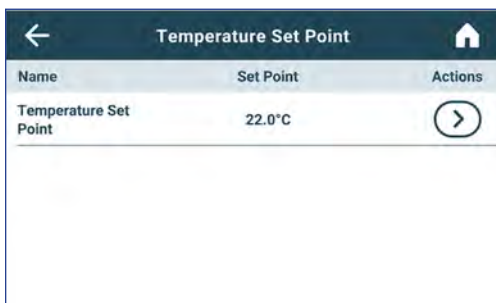 Temperature Set Point
Name Set Point Actions
Temperature Set
Point
22.0°C